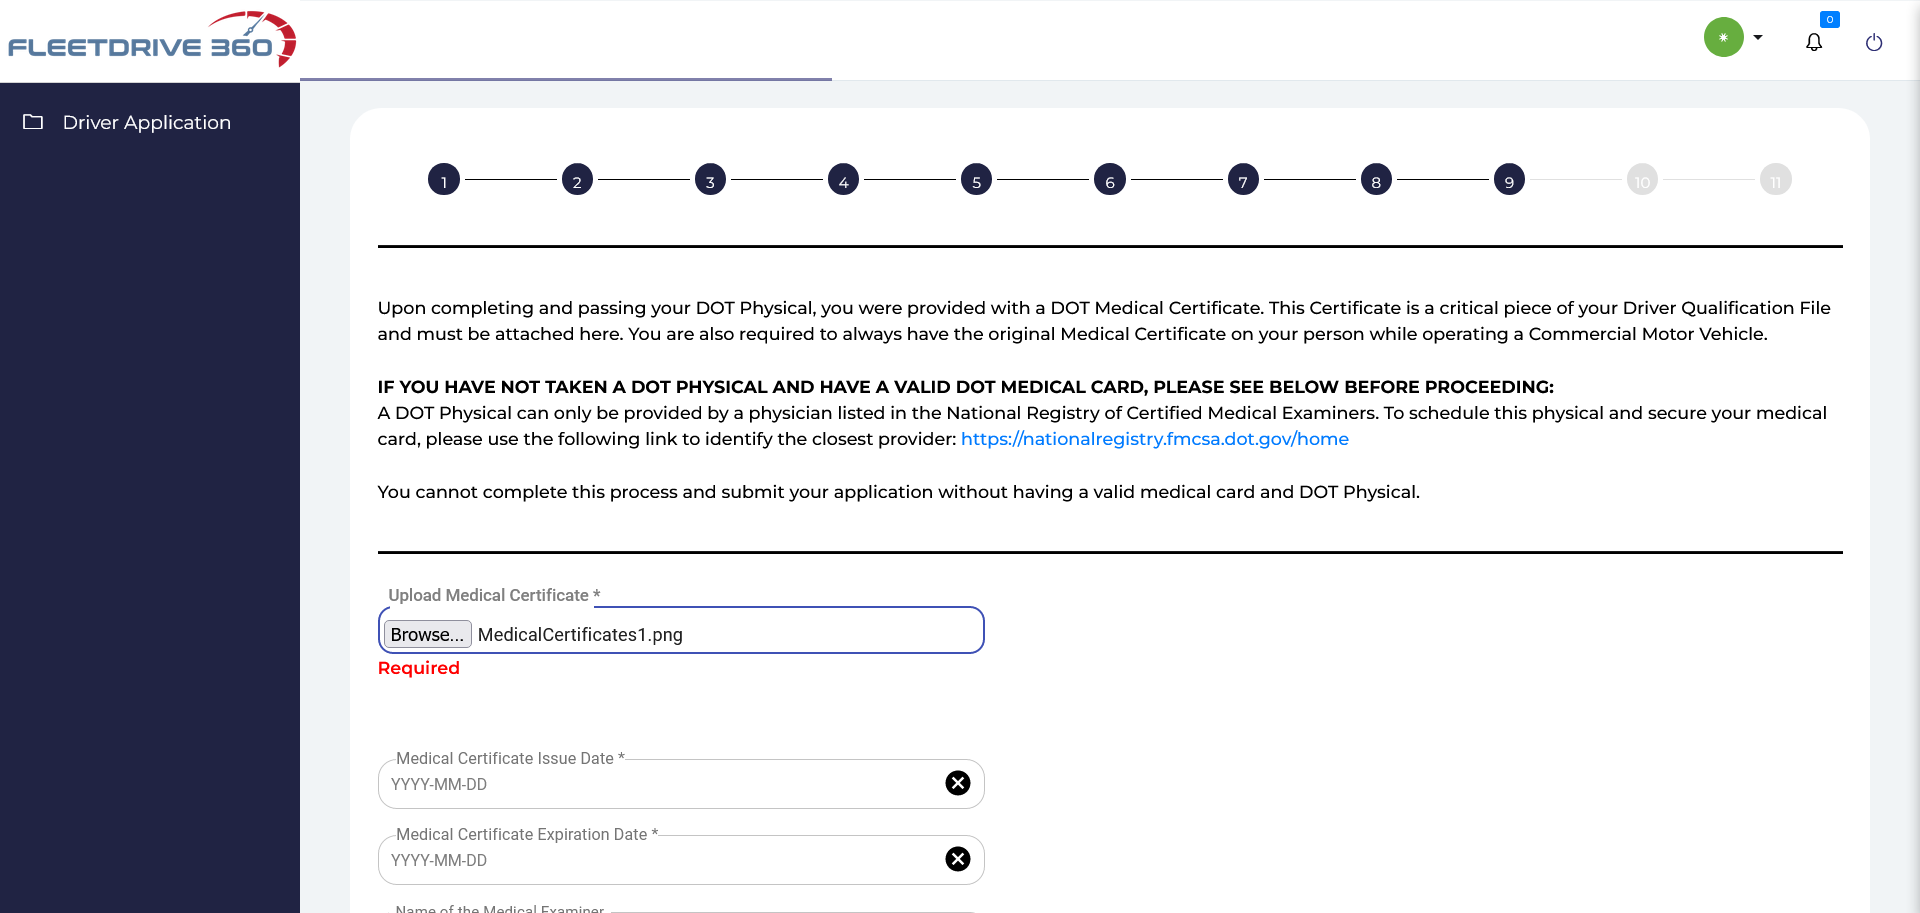 FLEETDRIVE 360
0
Driver Application
1 2 3 4 5 6 7 8 9 10 11
Upon completing and passing your DOT Physical, you were provided with a DOT Medical Certificate. This Certificate is a critical piece of your Driver Qualification File
and must be attached here. You are also required to always have the original Medical Certificate on your person while operating a Commercial Motor Vehicle.
IF YOU HAVE NOT TAKEN A DOT PHYSICAL AND HAVE A VALID DOT MEDICAL CARD, PLEASE SEE BELOW BEFORE PROCEEDING:
A DOT Physical can only be provided by a physician listed in the National Registry of Certified Medical Examiners. To schedule this physical and secure your medical
card, please use the following link to identify the closest provider: https://nationalregistry.fmcsa.dot.gov/home
You cannot complete this process and submit your application without having a valid medical card and DOT Physical.
Upload Medical Certificate *
Browse... MedicalCertificates1.png
Required
Medical Certificate Issue Date *
YYYY-MM-DD
Medical Certificate Expiration Date *
YYYY-MM-DD
Name of the Medical Examiner